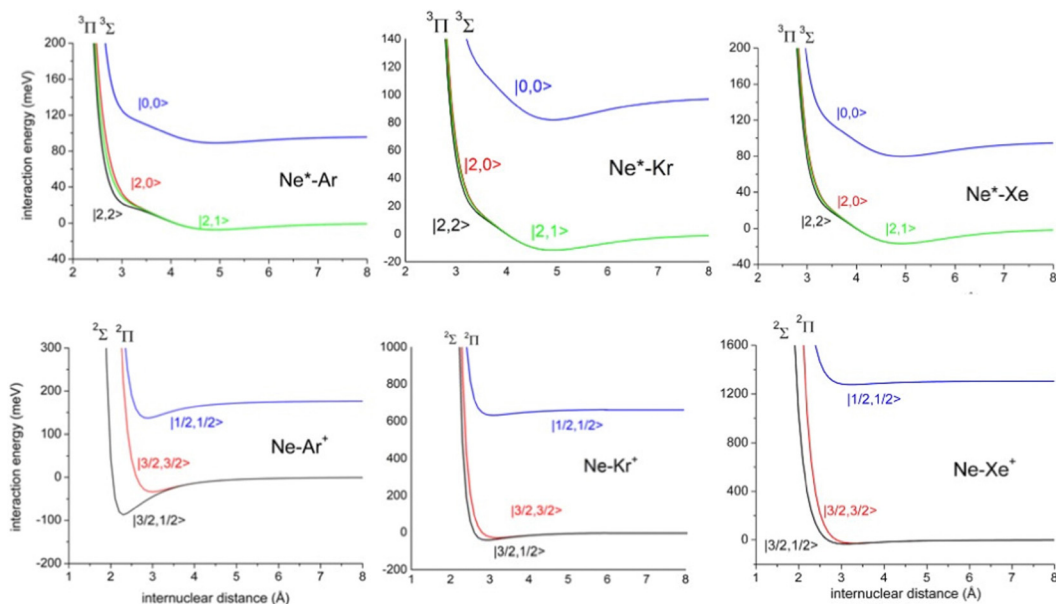 ³Π ³Σ
200
160
120
80
40
0
-40
2 3 4 5 6 7 8
interaction energy (meV)
|0,0>
|2,0>
|2,2>
|2,1>
Ne*-Ar
³Π ³Σ
140
120
100
80
60
40
20
0
-20
2 3 4 5 6 7 8
|0,0>
|2,0>
|2,2>
|2,1>
Ne*-Kr
³Π ³Σ
200
160
120
80
40
0
-40
2 3 4 5 6 7 8
|0,0>
|2,0>
|2,2>
|2,1>
Ne*-Xe
²Σ ²Π
300
200
100
0
-100
-200
1 2 3 4 5 6 7 8
interaction energy (meV)
internuclear distance (Å)
|1/2,1/2>
Ne-Ar⁺
|3/2,3/2>
|3/2,1/2>
²Σ ²Π
1000
800
600
400
200
0
-200
1 2 3 4 5 6 7 8
internuclear distance (Å)
|1/2,1/2>
Ne-Kr⁺
|3/2,3/2>
|3/2,1/2>
²Σ ²Π
1600
1200
800
400
0
1 2 3 4 5 6 7 8
internuclear distance (Å)
|1/2,1/2>
Ne-Xe⁺
|3/2,3/2>
|3/2,1/2>